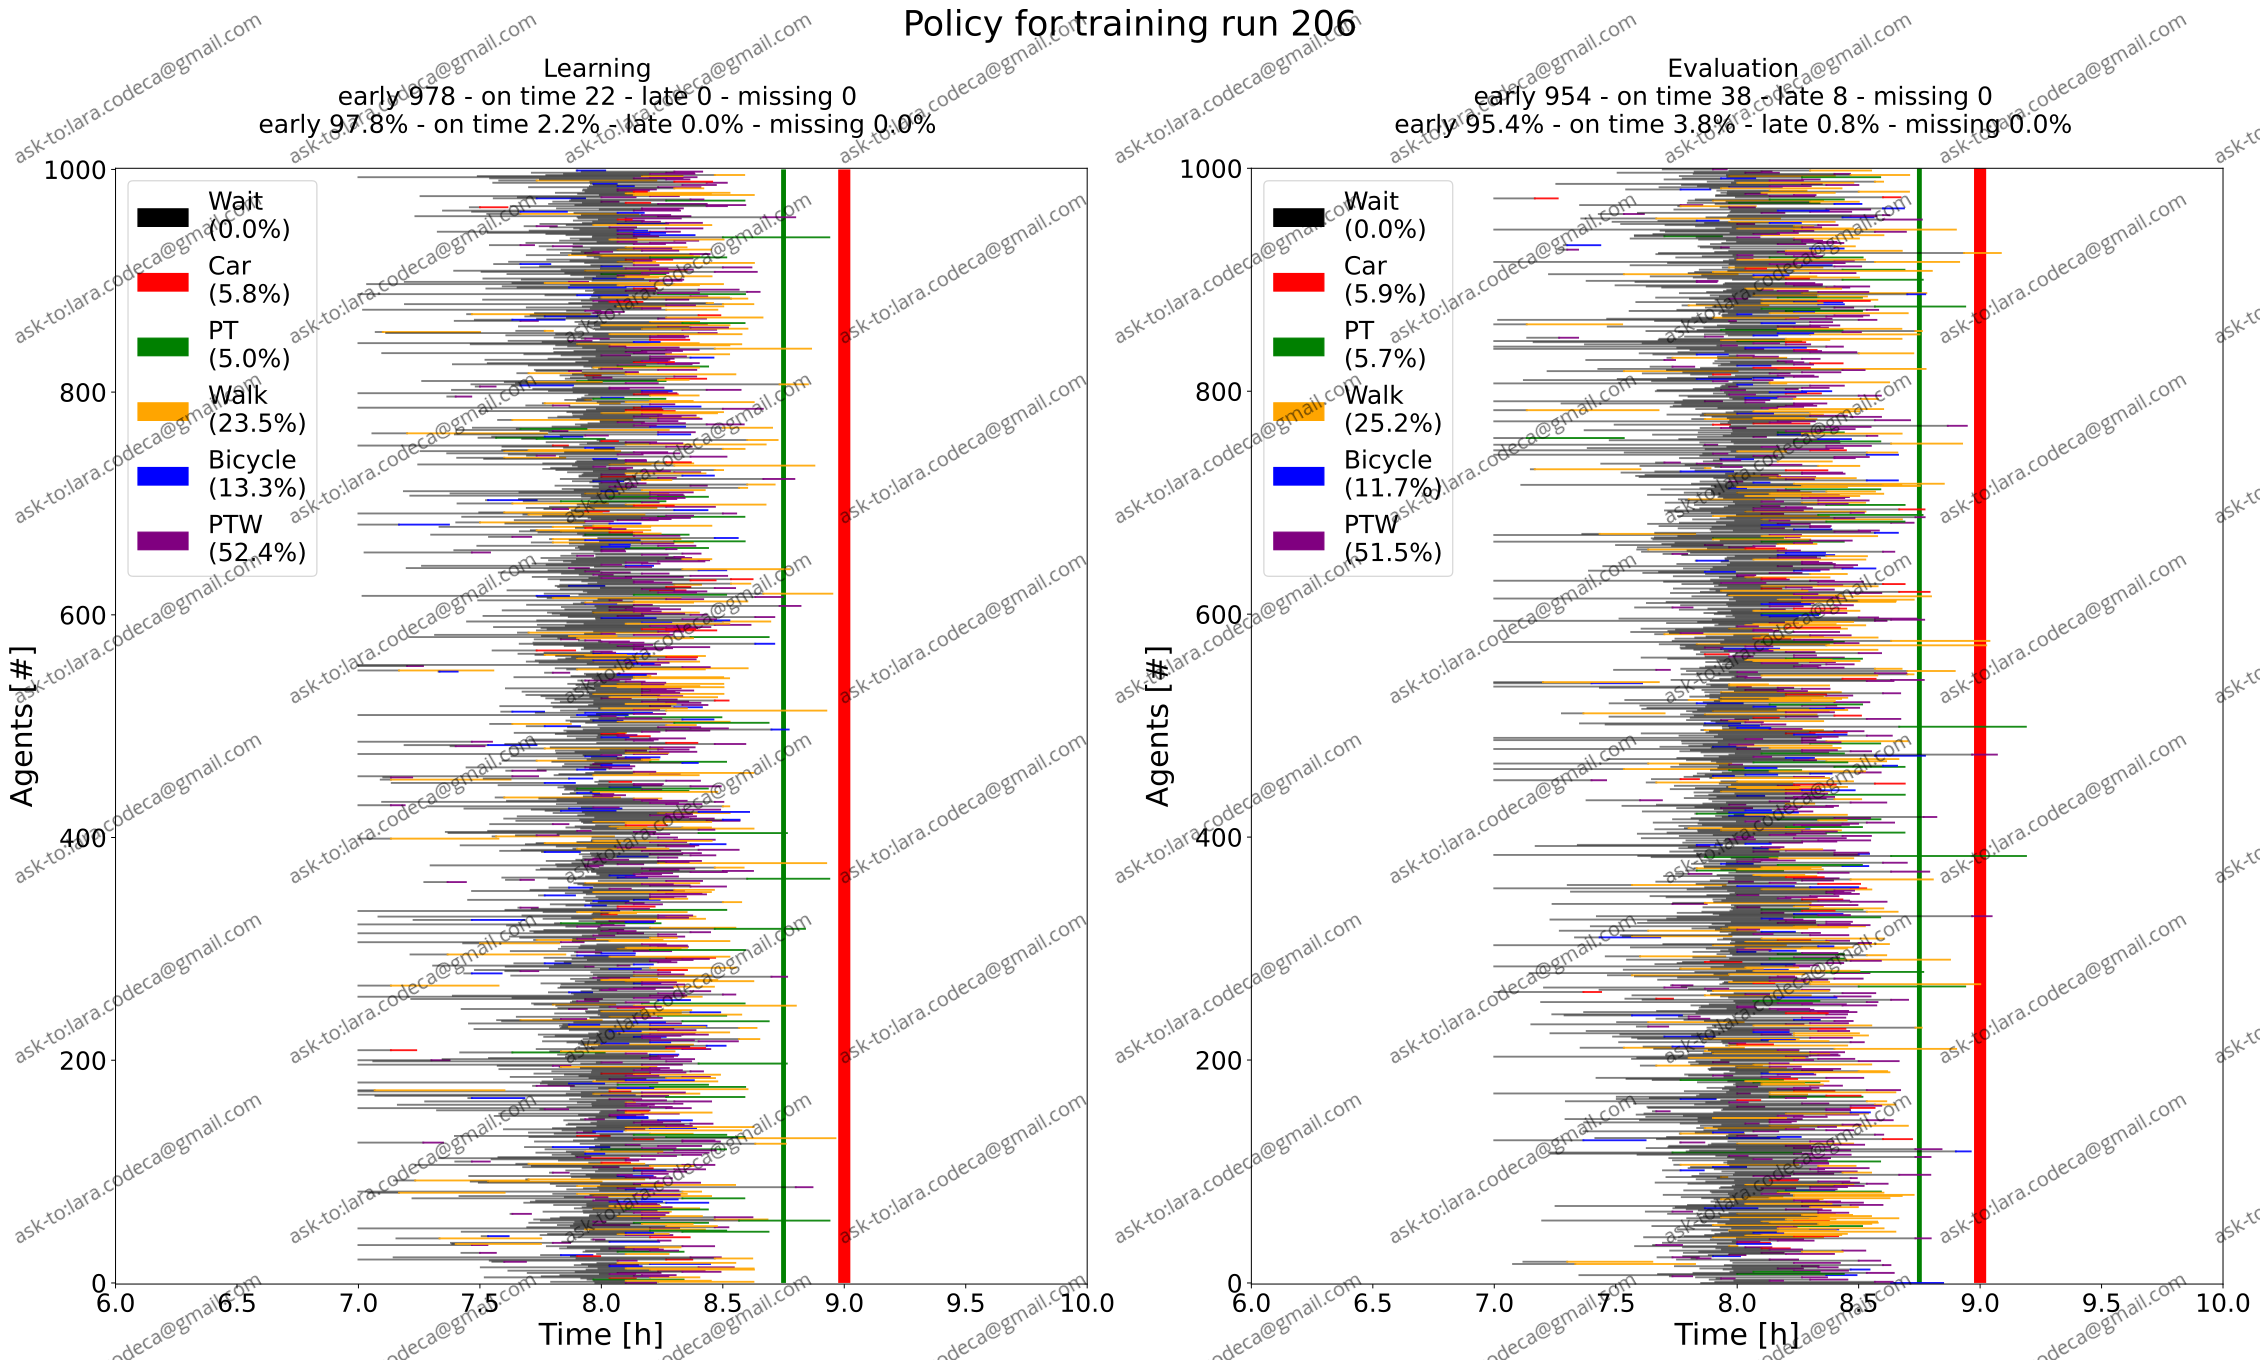 Policy for training run 206
Learning
early 978 - on time 22 - late 0 - missing 0
early 97.8% - on time 2.2% - late 0.0% - missing 0.0%
1000
800
600
400
200
0
Agents [#]
Wait
(0.0%)
Car
(5.8%)
PT
(5.0%)
Walk
(23.5%)
Bicycle
(13.3%)
PTW
(52.4%)
6.0 6.5 7.0 7.5 8.0 8.5 9.0 9.5 10.0
Time [h]
Evaluation
early 954 - on time 38 - late 8 - missing 0
early 95.4% - on time 3.8% - late 0.8% - missing 0.0%
1000
800
600
400
200
0
Agents [#]
Wait
(0.0%)
Car
(5.9%)
PT
(5.7%)
Walk
(25.2%)
Bicycle
(11.7%)
PTW
(51.5%)
6.0 6.5 7.0 7.5 8.0 8.5 9.0 9.5 10.0
Time [h]
ask-to:lara.codeca@gmail.com